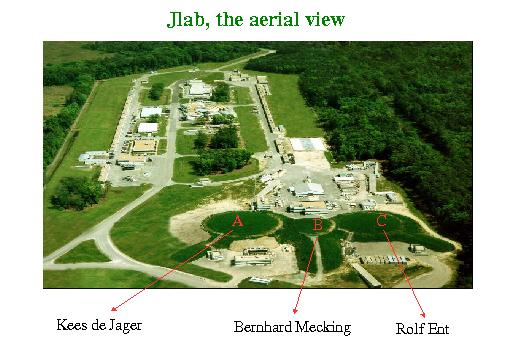 Jlab, the aerial view
A B C
Kees de Jager Bernhard Mecking Rolf Ent